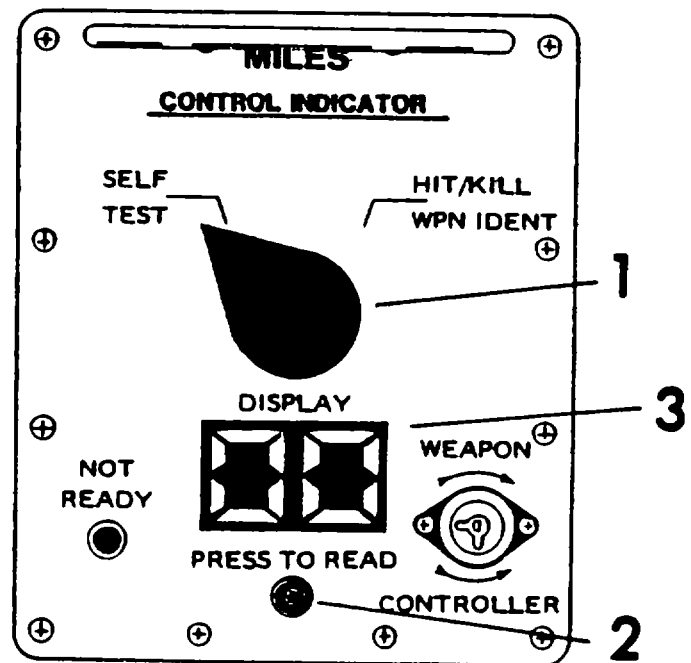 MILES
CONTROL INDICATOR
SELF
TEST
HIT/KILL
WPN IDENT
1
DISPLAY
3
WEAPON
NOT
READY
88
PRESS TO READ
CONTROLLER
2